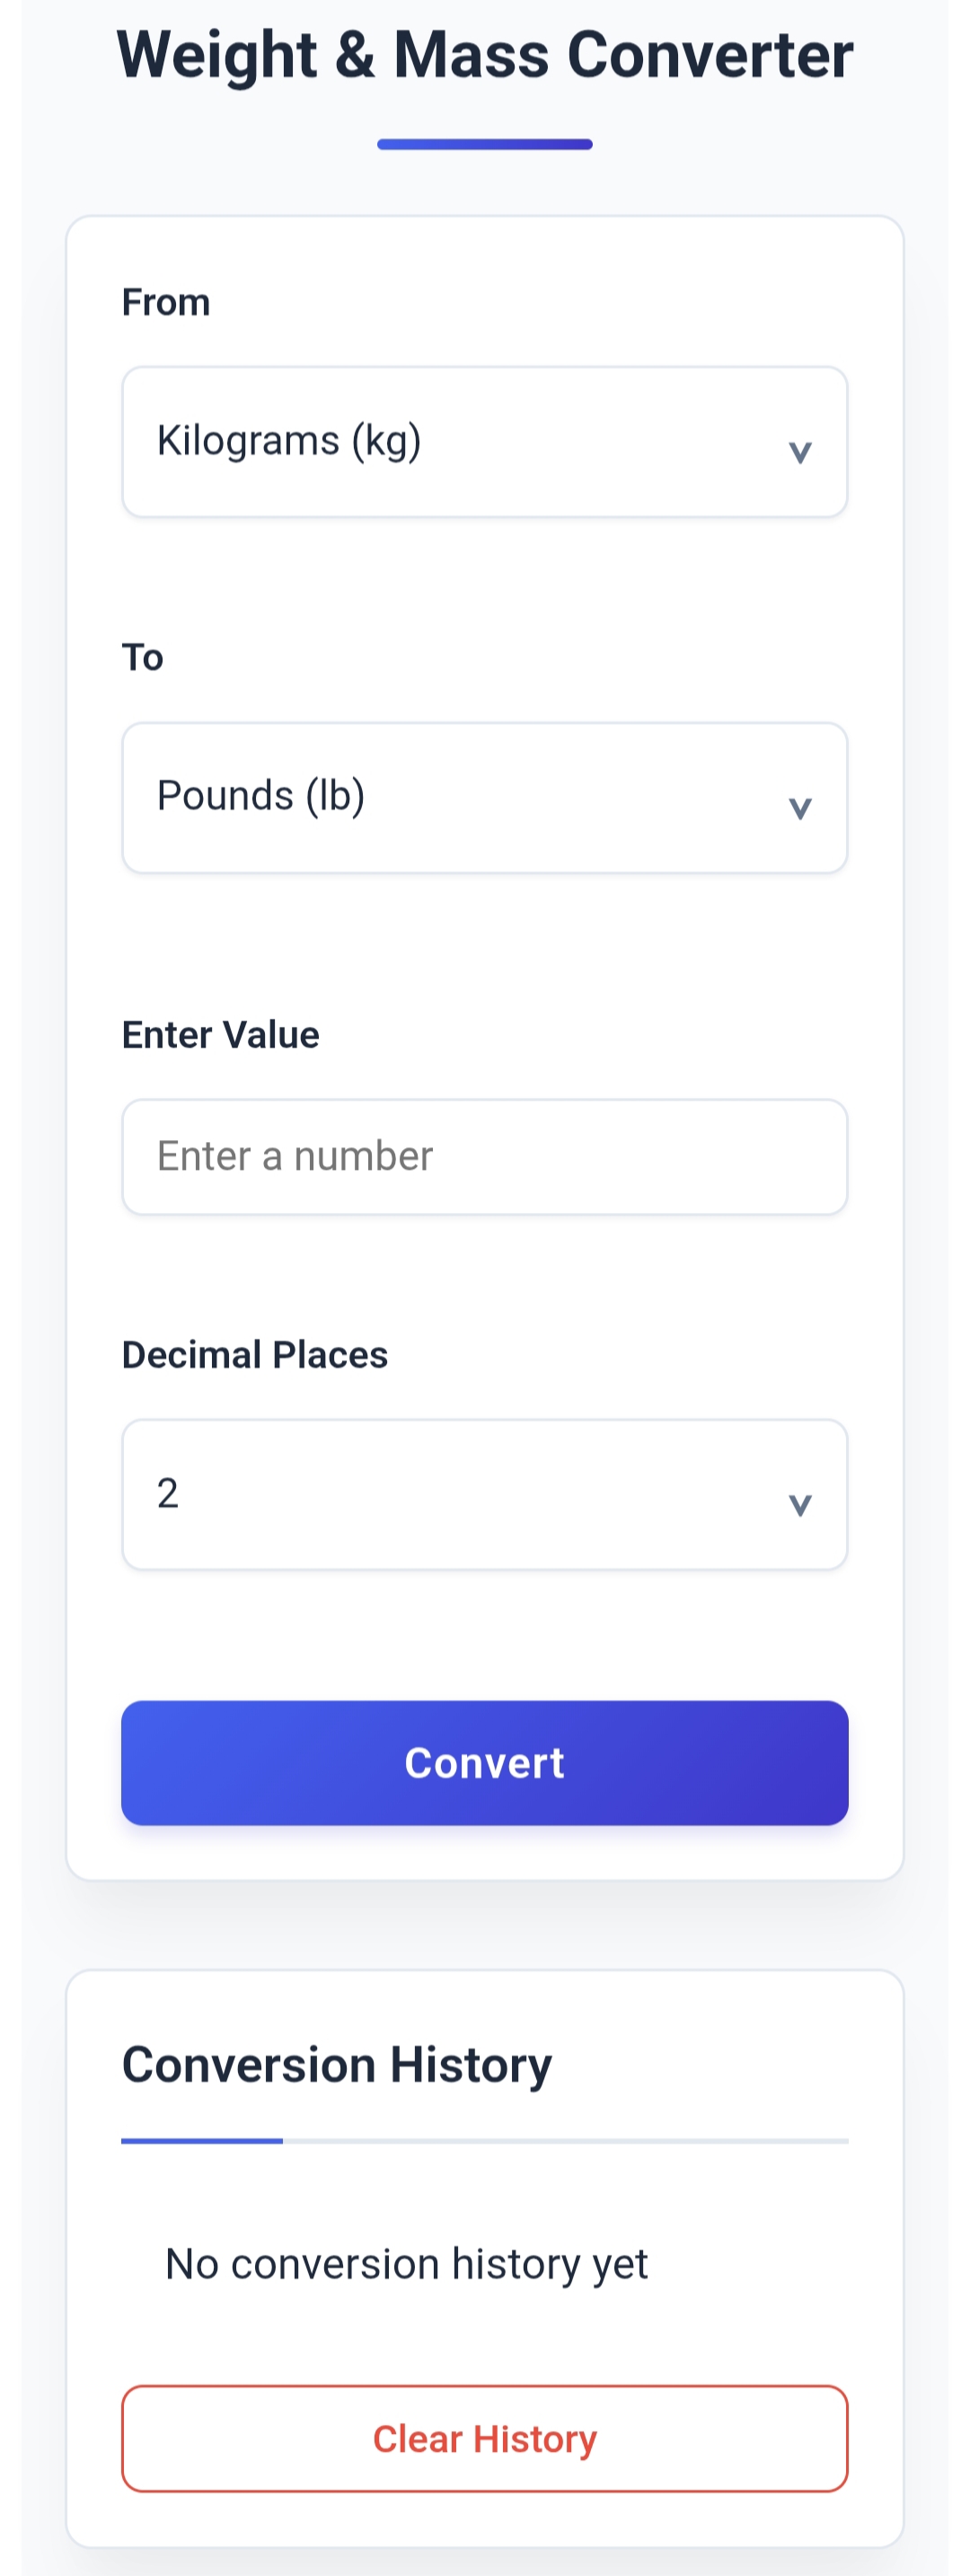 Weight & Mass Converter
From
Kilograms (kg)
To
Pounds (lb)
Enter Value
Enter a number
Decimal Places
2
Convert
Conversion History
No conversion history yet
Clear History